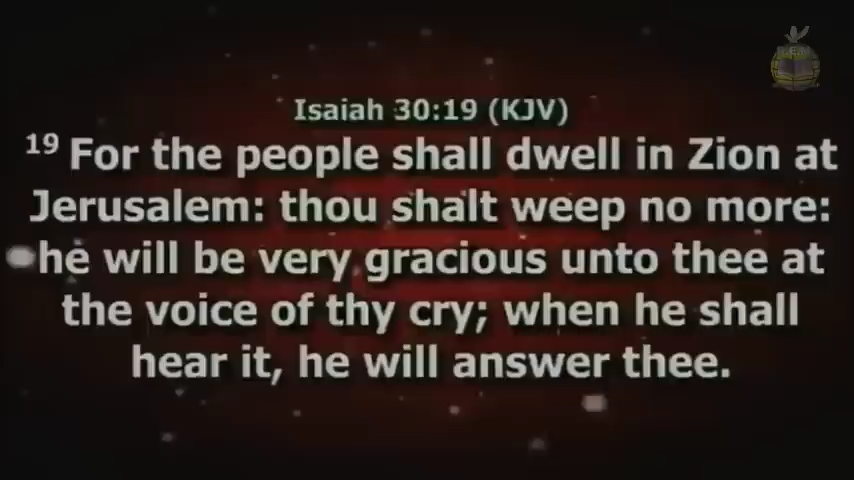 Isaiah 30:19 (KJV)
19 For the people shall dwell in Zion at
Jerusalem: thou shalt weep no more:
he will be very gracious unto thee at
the voice of thy cry; when he shall
hear it, he will answer thee.